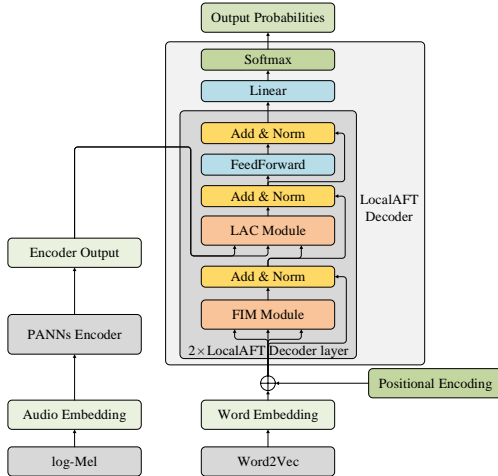 Output Probabilities
Softmax
Linear
Add & Norm
FeedForward
Add & Norm
LocalAFT
Decoder
LAC Module
Encoder Output
Add & Norm
FIM Module
PANNs Encoder
2×LocalAFT Decoder layer
Positional Encoding
Audio Embedding
Word Embedding
log-Mel
Word2Vec